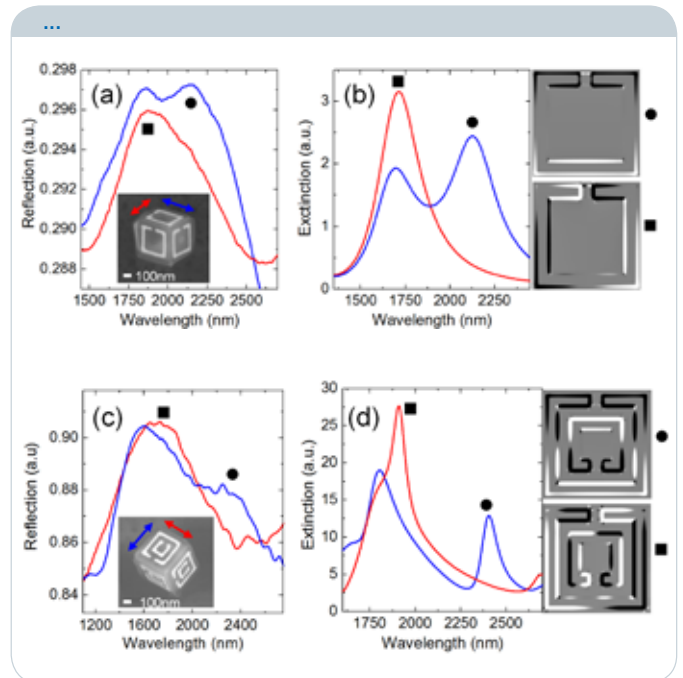 ...
(a)
0.298
0.296
0.294
0.292
0.290
0.288
Reflection (a.u.)
100nm
1500 1750 2000 2250
Wavelength (nm)
(b)
3
2
1
0
Exctinction (a.u.)
1500 1750 2000 2250
Wavelength (nm)
(c)
0.90
0.88
0.86
0.84
Reflection (a.u)
100nm
1200 1600 2000 2400
Wavelength (nm)
(d)
30
25
20
15
10
5
0
Extinction (a.u.)
1750 2000 2250 2500
Wavelength (nm)